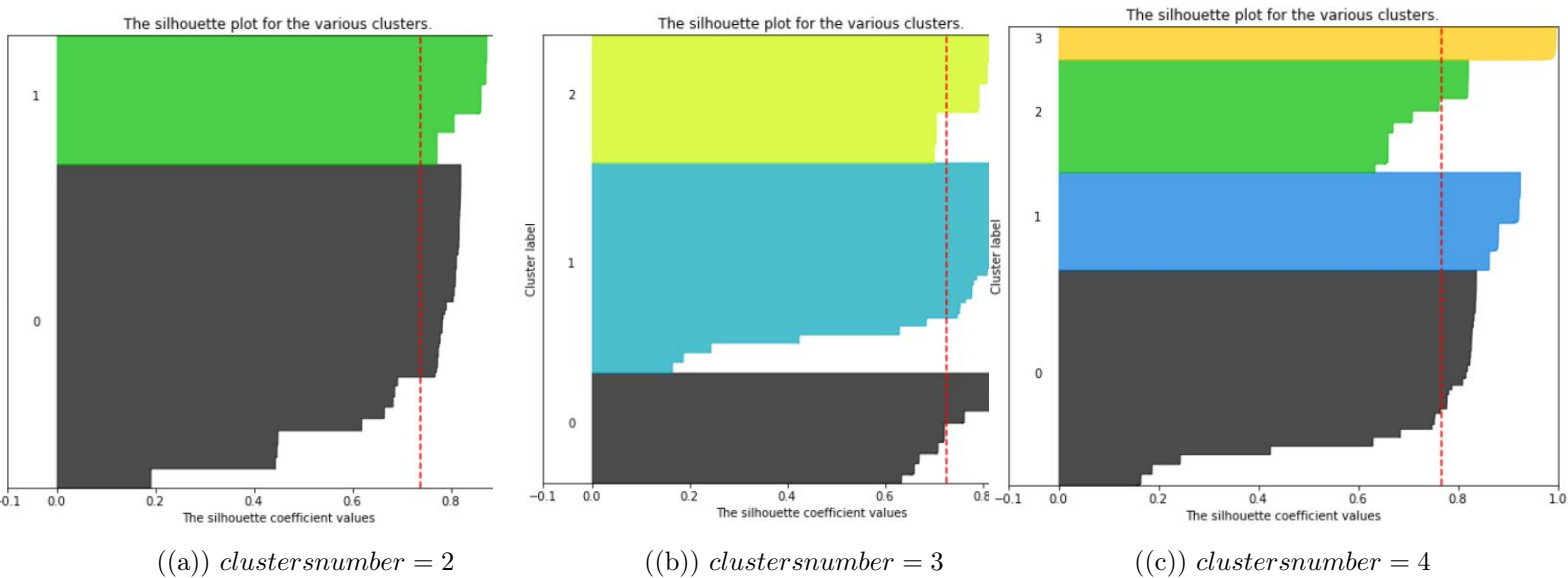 The silhouette plot for the various clusters.
1
0
-0.1 0.0 0.2 0.4 0.6 0.8
The silhouette coefficient values
((a)) clustersnumber = 2
The silhouette plot for the various clusters.
Cluster label
2
1
0
−0.1 0.0 0.2 0.4 0.6 0.8
The silhouette coefficient values
((b)) clustersnumber = 3
The silhouette plot for the various clusters.
Cluster label
3
2
1
0
−0.1 0.0 0.2 0.4 0.6 0.8 1.0
The silhouette coefficient values
((c)) clustersnumber = 4